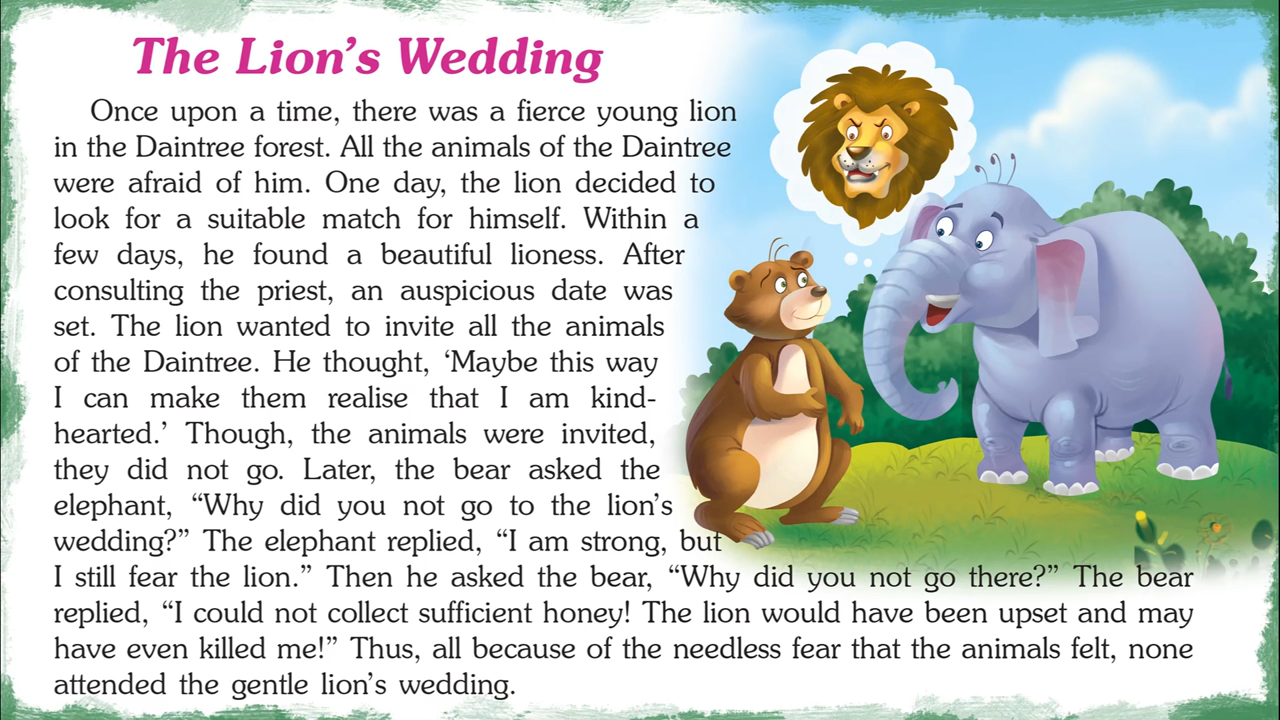 The Lion’s Wedding
Once upon a time, there was a fierce young lion
in the Daintree forest. All the animals of the Daintree
were afraid of him. One day, the lion decided to
look for a suitable match for himself. Within a
few days, he found a beautiful lioness. After
consulting the priest, an auspicious date was
set. The lion wanted to invite all the animals
of the Daintree. He thought, ‘Maybe this way
I can make them realise that I am kind-
hearted.’ Though, the animals were invited,
they did not go. Later, the bear asked the
elephant, “Why did you not go to the lion’s
wedding?” The elephant replied, “I am strong, but
I still fear the lion.” Then he asked the bear, “Why did you not go there?” The bear
replied, “I could not collect sufficient honey! The lion would have been upset and may
have even killed me!” Thus, all because of the needless fear that the animals felt, none
attended the gentle lion’s wedding.